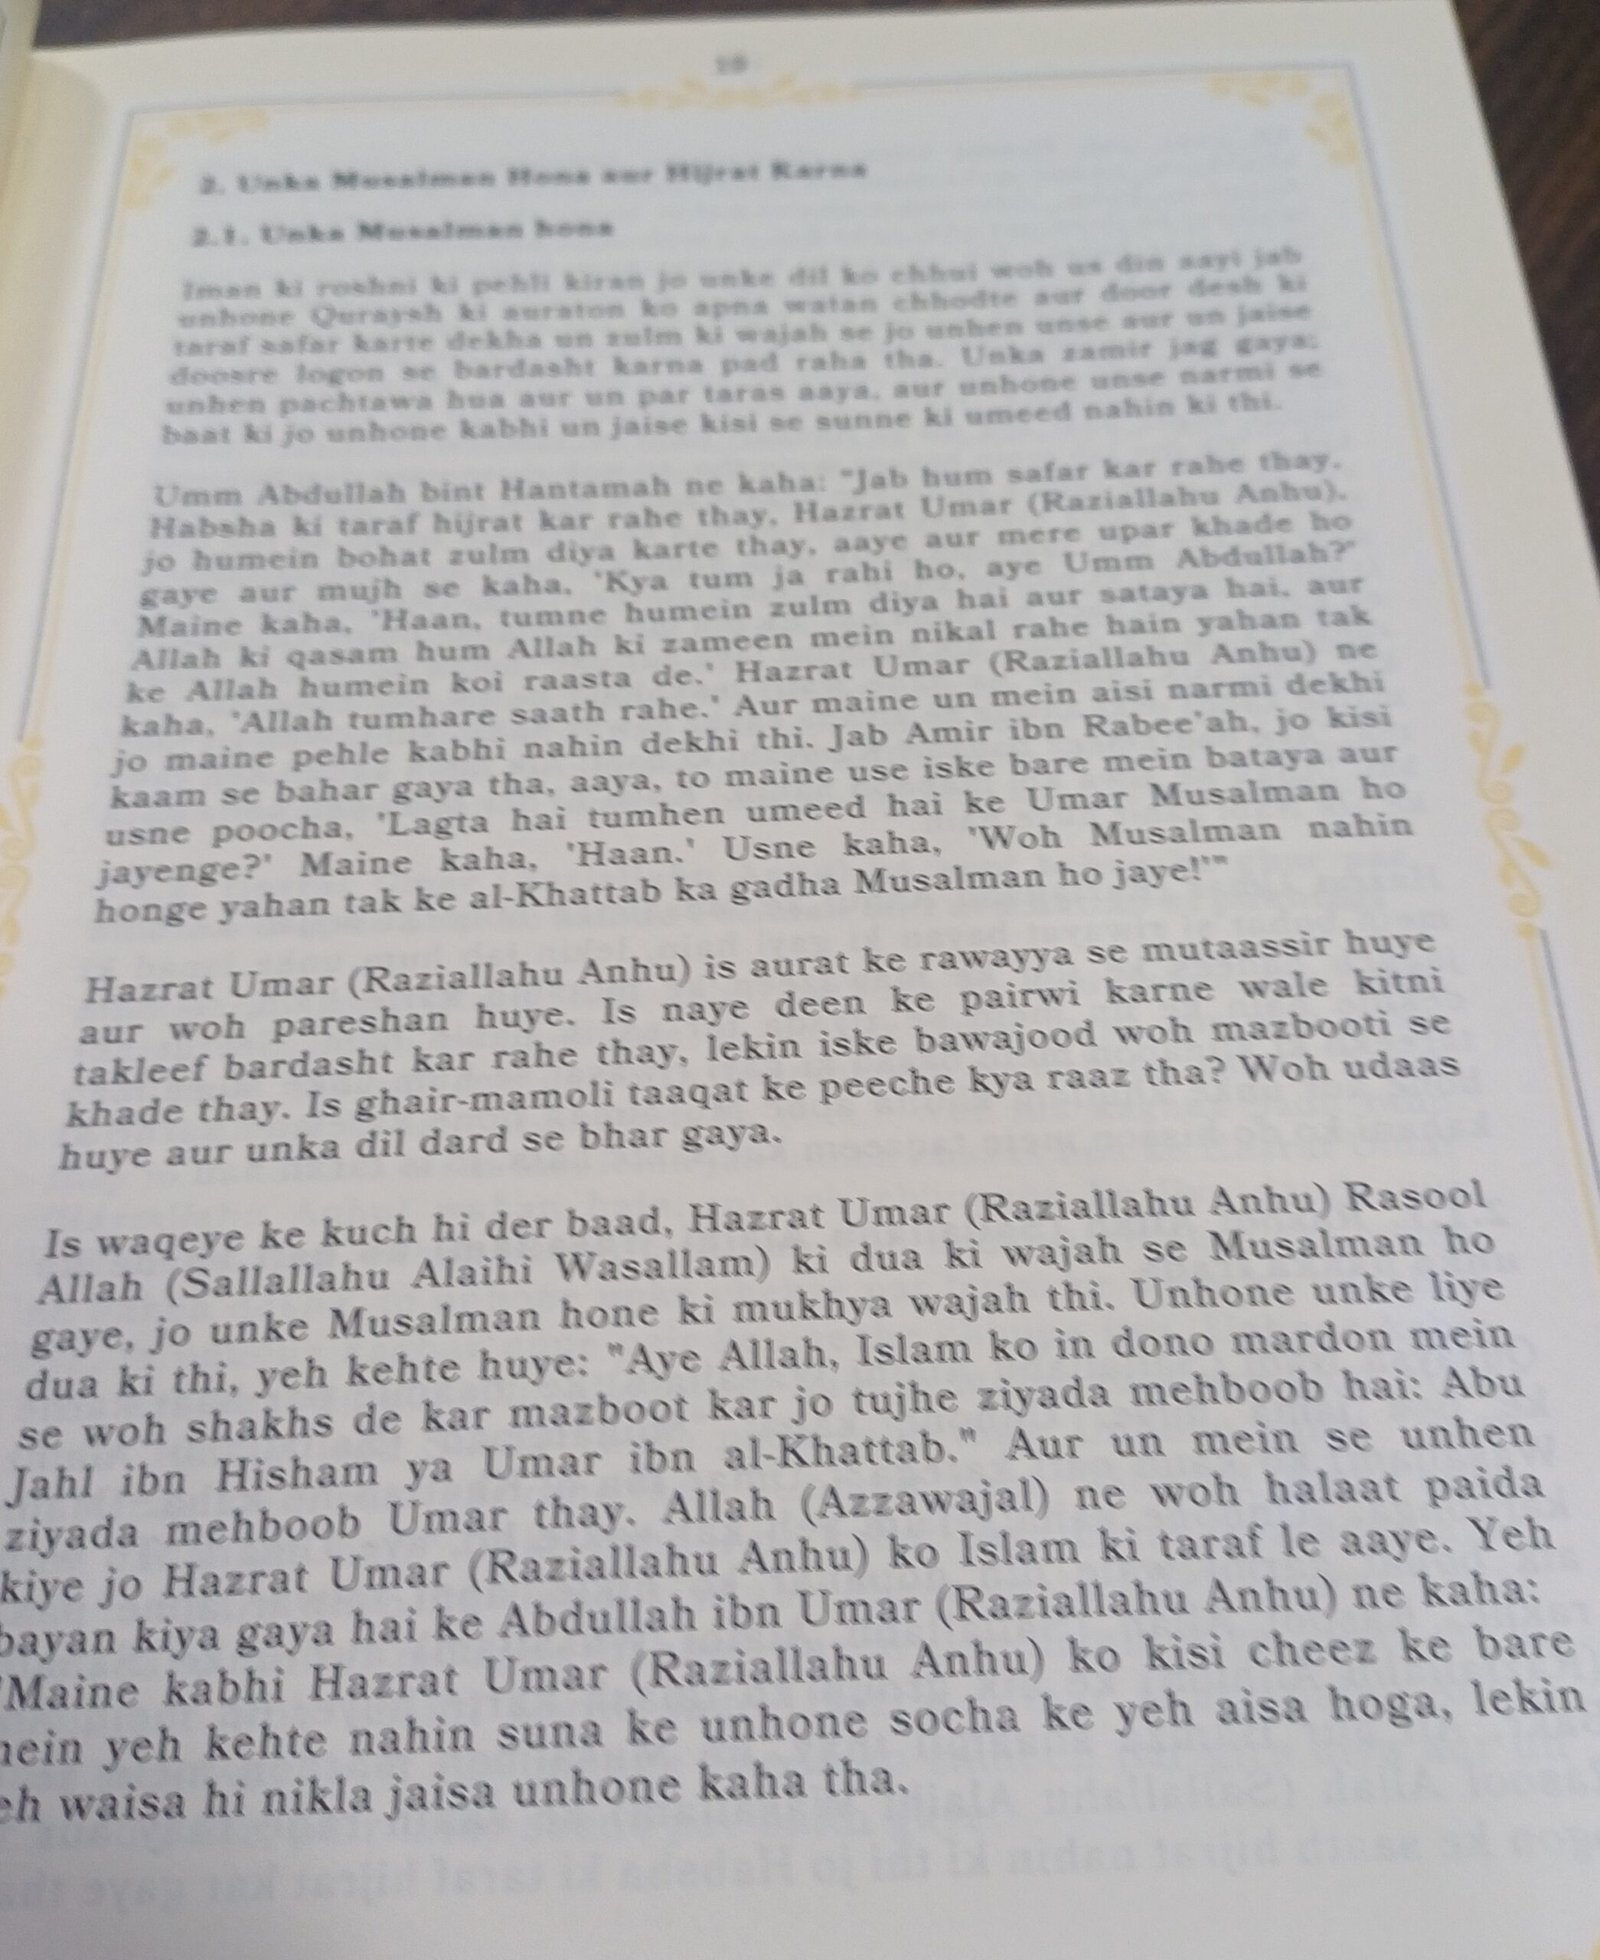 2. Unka Musalman Hona aur Hijrat Karna
2.1. Unka Musalman hona
Iman ki roshni ki pehli kiran jo unke dil ko chhui woh us din aayi jab
unhone Quraysh ki auraton ko apna watan chhodte aur door desh ki
taraf safar karte dekha un zulm ki wajah se jo unhen unse aur un jaise
doosre logon se bardasht karna pad raha tha. Unka zamir jag gaya;
unhen pachtawa hua aur un par taras aaya, aur unhone unse narmi se
baat ki jo unhone kabhi un jaise kisi se sunne ki umeed nahin ki thi.
Umm Abdullah bint Hantamah ne kaha: "Jab hum safar kar rahe thay,
Habsha ki taraf hijrat kar rahe thay, Hazrat Umar (Raziallahu Anhu),
jo humein bohat zulm diya karte thay, aaye aur mere upar khade ho
gaye aur mujh se kaha, 'Kya tum ja rahi ho, aye Umm Abdullah?'
Maine kaha, 'Haan, tumne humein zulm diya hai aur sataya hai, aur
Allah ki qasam hum Allah ki zameen mein nikal rahe hain yahan tak
ke Allah humein koi raasta de.' Hazrat Umar (Raziallahu Anhu) ne
kaha, 'Allah tumhare saath rahe.' Aur maine un mein aisi narmi dekhi
jo maine pehle kabhi nahin dekhi thi. Jab Amir ibn Rabee'ah, jo kisi
kaam se bahar gaya tha, aaya, to maine use iske bare mein bataya aur
usne poocha, 'Lagta hai tumhen umeed hai ke Umar Musalman ho
jayenge?' Maine kaha, 'Haan.' Usne kaha, 'Woh Musalman nahin
honge yahan tak ke al-Khattab ka gadha Musalman ho jaye!'"
Hazrat Umar (Raziallahu Anhu) is aurat ke rawayya se mutaassir huye
aur woh pareshan huye. Is naye deen ke pairwi karne wale kitni
takleef bardasht kar rahe thay, lekin iske bawajood woh mazbooti se
khade thay. Is ghair-mamoli taaqat ke peeche kya raaz tha? Woh udaas
huye aur unka dil dard se bhar gaya.
Is waqeye ke kuch hi der baad, Hazrat Umar (Raziallahu Anhu) Rasool
Allah (Sallallahu Alaihi Wasallam) ki dua ki wajah se Musalman ho
gaye, jo unke Musalman hone ki mukhya wajah thi. Unhone unke liye
dua ki thi, yeh kehte huye: "Aye Allah, Islam ko in dono mardon mein
se woh shakhs de kar mazboot kar jo tujhe ziyada mehboob hai: Abu
Jahl ibn Hisham ya Umar ibn al-Khattab." Aur un mein se unhen
ziyada mehboob Umar thay. Allah (Azzawajal) ne woh halaat paida
kiye jo Hazrat Umar (Raziallahu Anhu) ko Islam ki taraf le aaye. Yeh
bayan kiya gaya hai ke Abdullah ibn Umar (Raziallahu Anhu) ne kaha:
"Maine kabhi Hazrat Umar (Raziallahu Anhu) ko kisi cheez ke bare
mein yeh kehte nahin suna ke unhone socha ke yeh aisa hoga, lekin
eh waisa hi nikla jaisa unhone kaha tha.